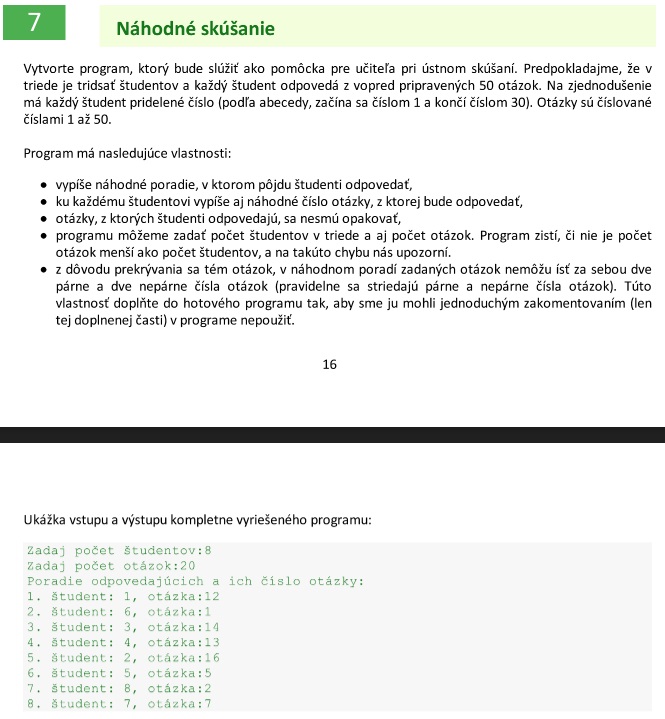 7
Náhodné skúšanie
Vytvorte program, ktorý bude slúžiť ako pomôcka pre učiteľa pri ústnom skúšaní. Predpokladajme, že v
triede je tridsať študentov a každý študent odpovedá z vopred pripravených 50 otázok. Na zjednodušenie
má každý študent pridelené číslo (podľa abecedy, začína sa číslom 1 a končí číslom 30). Otázky sú číslované
číslami 1 až 50.
Program má nasledujúce vlastnosti:
• vypíše náhodné poradie, v ktorom pôjdu študenti odpovedať,
• ku každému študentovi vypíše aj náhodné číslo otázky, z ktorej bude odpovedať,
• otázky, z ktorých študenti odpovedajú, sa nesmú opakovať,
• programu môžeme zadať počet študentov v triede a aj počet otázok. Program zistí, či nie je počet
otázok menší ako počet študentov, a na takúto chybu nás upozorní.
• z dôvodu prekrývania sa tém otázok, v náhodnom poradí zadaných otázok nemôžu ísť za sebou dve
párne a dve nepárne čísla otázok (pravidelne sa striedajú párne a nepárne čísla otázok). Túto
vlastnosť doplňte do hotového programu tak, aby sme ju mohli jednoduchým zakomentovaním (len
tej doplnenej časti) v programe nepoužiť.
16
Ukážka vstupu a výstupu kompletne vyriešeného programu:
Zadaj počet študentov:8
Zadaj počet otázok:20
Poradie odpovedajúcich a ich číslo otázky:
1. študent: 1, otázka:12
2. študent: 6, otázka:1
3. študent: 3, otázka:14
4. študent: 4, otázka:13
5. študent: 2, otázka:16
6. študent: 5, otázka:5
7. študent: 8, otázka:2
8. študent: 7, otázka:7